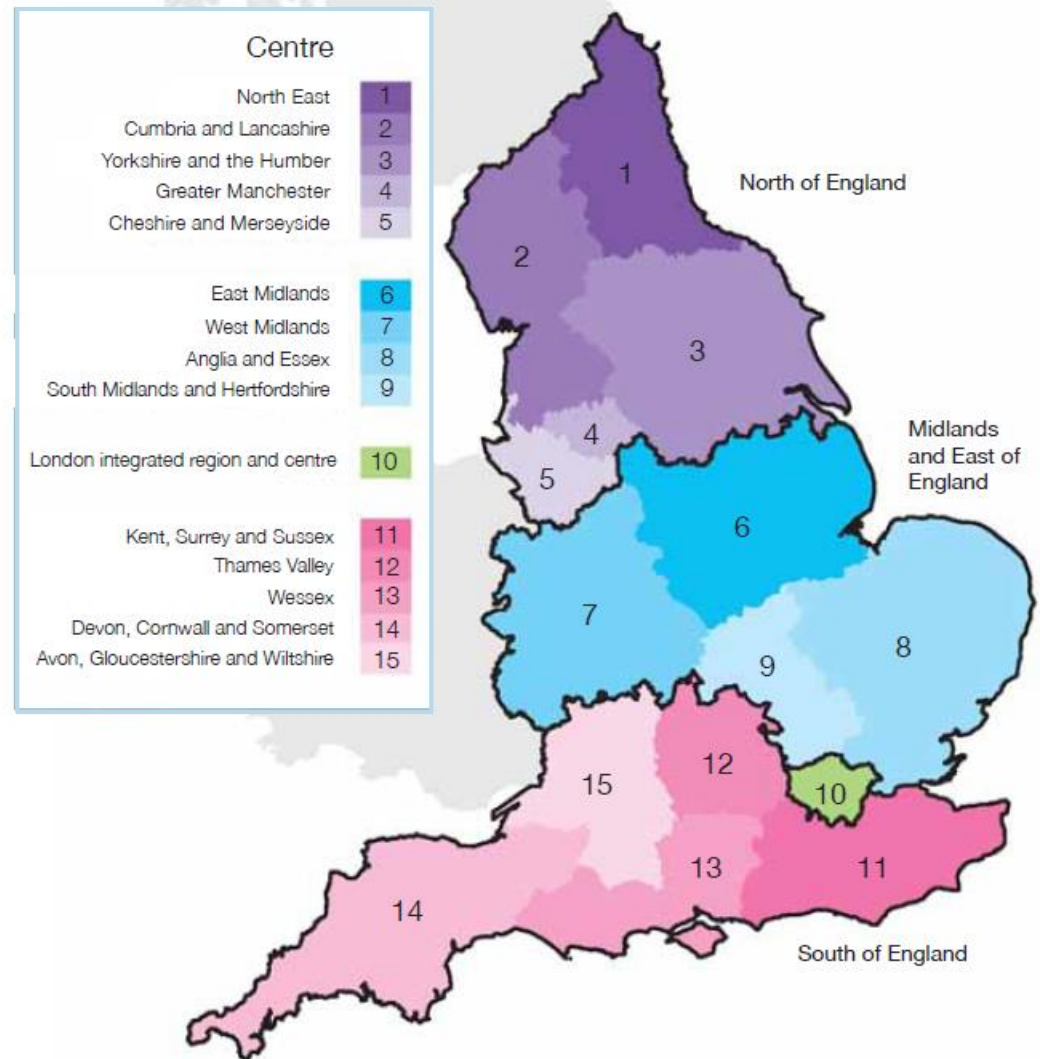 Centre
North East 1
Cumbria and Lancashire 2
Yorkshire and the Humber 3
Greater Manchester 4
Cheshire and Merseyside 5
East Midlands 6
West Midlands 7
Anglia and Essex 8
South Midlands and Hertfordshire 9
London integrated region and centre 10
Kent, Surrey and Sussex 11
Thames Valley 12
Wessex 13
Devon, Cornwall and Somerset 14
Avon, Gloucestershire and Wiltshire 15
1
North of England
2
3
4
Midlands
and East of
England
5
6
7
8
9
12
15
10
13
11
14
South of England